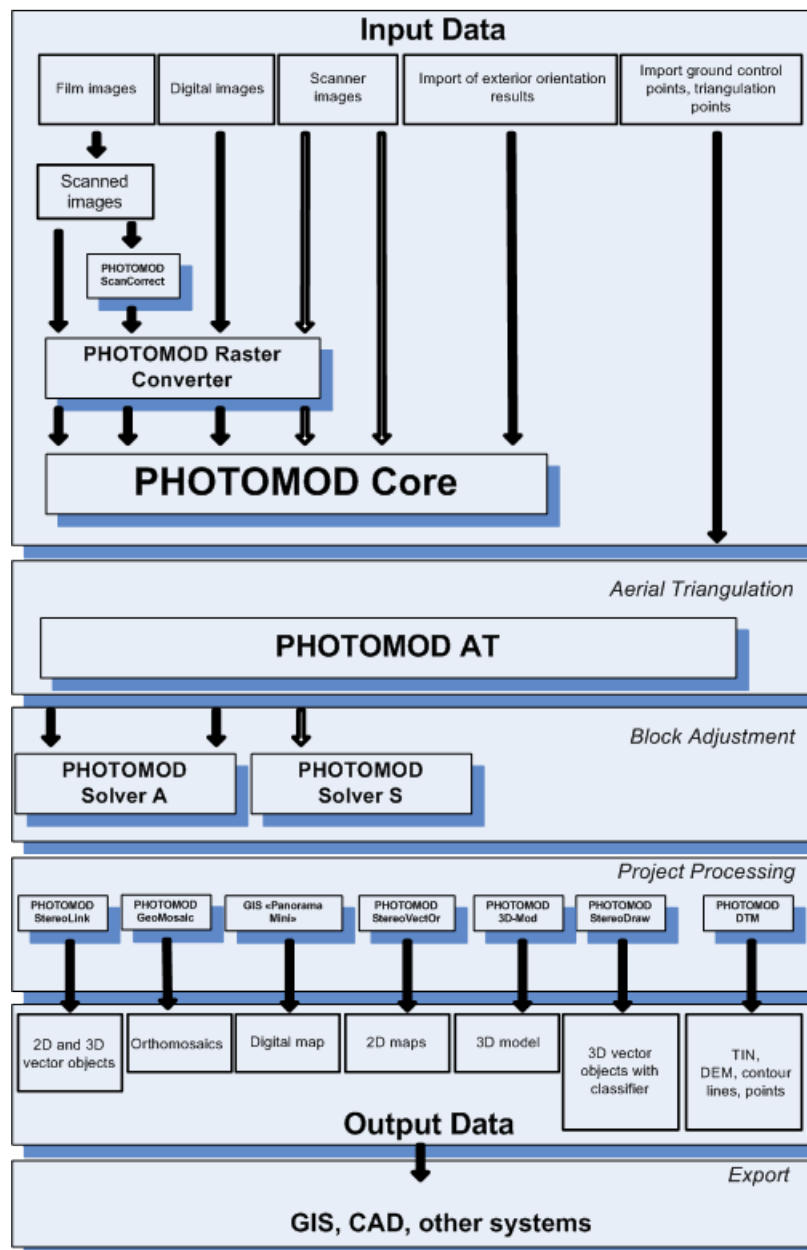 Input Data
Film images
Digital images
Scanner
images
Import of exterior orientation
results
Import ground control
points, triangulation
points
Scanned
images
PHOTOMOD
ScanCorrect
PHOTOMOD Raster
Converter
PHOTOMOD Core
Aerial Triangulation
PHOTOMOD AT
Block Adjustment
PHOTOMOD
Solver A
PHOTOMOD
Solver S
Project Processing
PHOTOMOD
StereoLink
PHOTOMOD
GeoMosaic
GIS «Panorama
Mini»
PHOTOMOD
StereoVectOr
PHOTOMOD
3D-Mod
PHOTOMOD
StereoDraw
PHOTOMOD
DTM
2D and 3D
vector objects
Orthomosaics
Digital map
2D maps
3D model
3D vector
objects with
classifier
TIN,
DEM, contour
lines, points
Output Data
Export
GIS, CAD, other systems